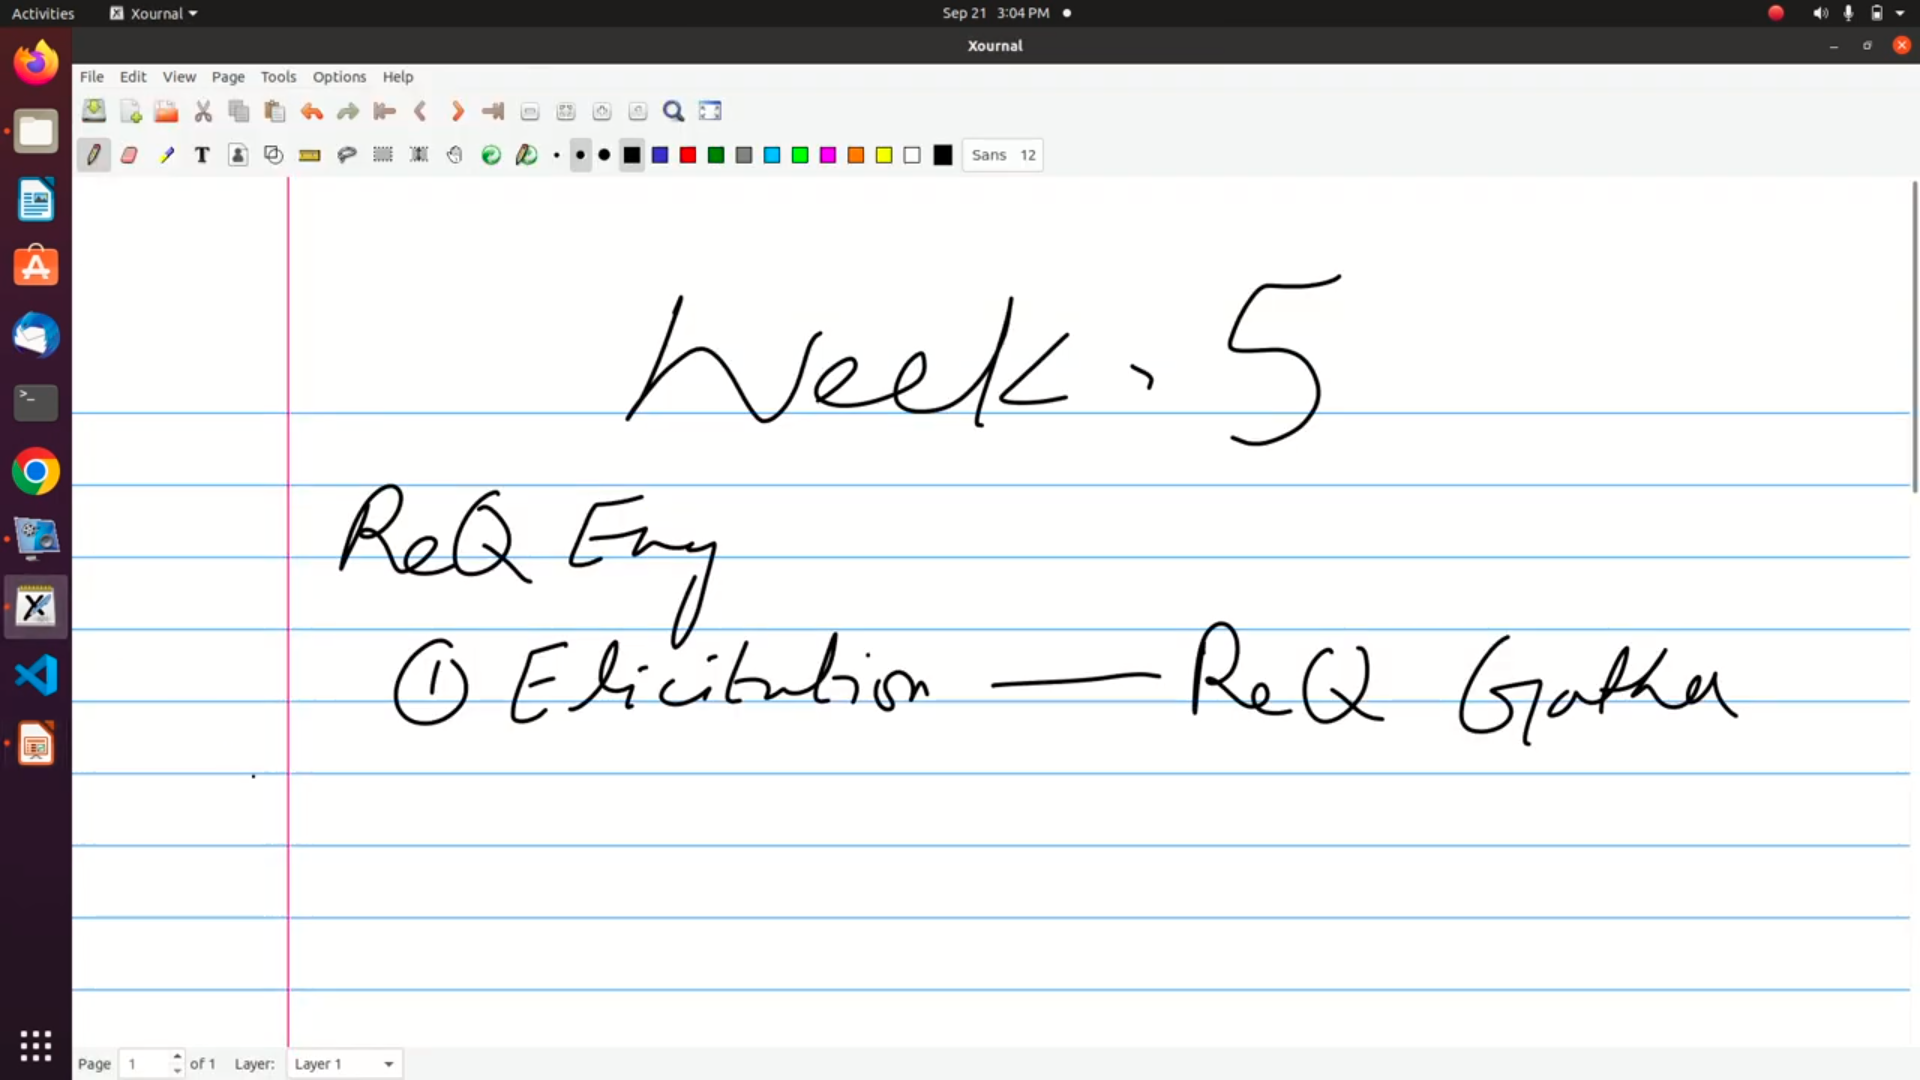 Activities Xournal Sep 21 3:04 PM
Xournal
File Edit View Page Tools Options Help
T Sans 12
Week - 5
ReQ Eng
① Elicitation — ReQ Gather
Page 1 of 1 Layer: Layer 1